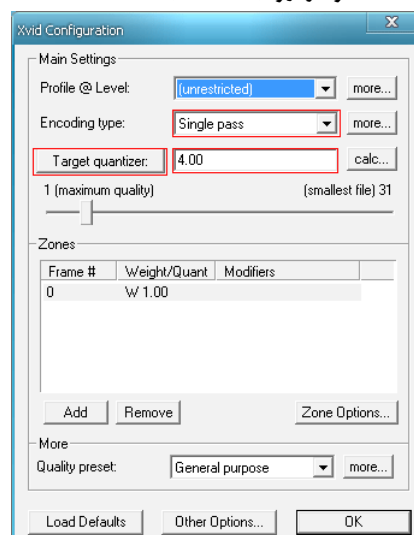 Xvid Configuration
Main Settings
Profile @ Level: (unrestricted) more...
Encoding type: Single pass more...
Target quantizer: 4.00 calc...
1 (maximum quality) (smallest file) 31
Zones
Frame # Weight/Quant Modifiers
0 W 1.00
Add Remove Zone Options...
More
Quality preset: General purpose more...
Load Defaults Other Options... OK